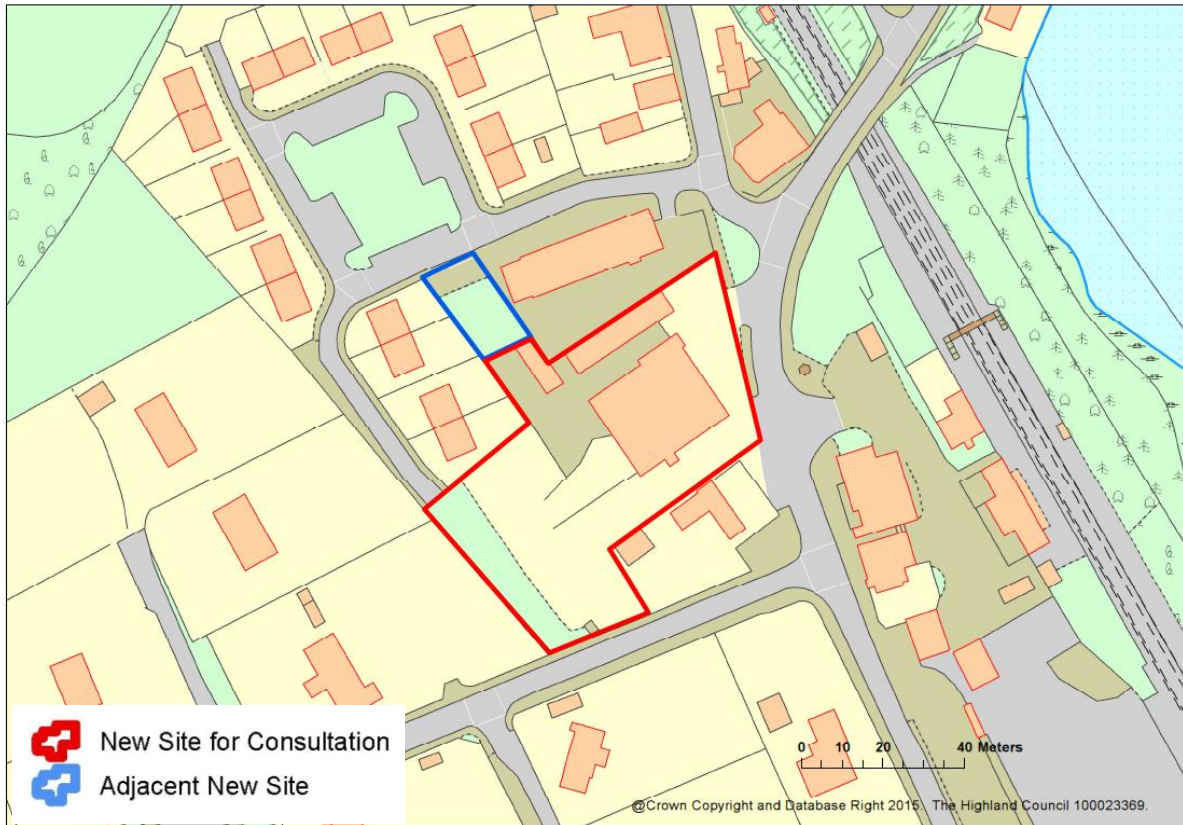 New Site for Consultation
Adjacent New Site
0 10 20 40 Meters
@Crown Copyright and Database Right 2015. The Highland Council 100023369.